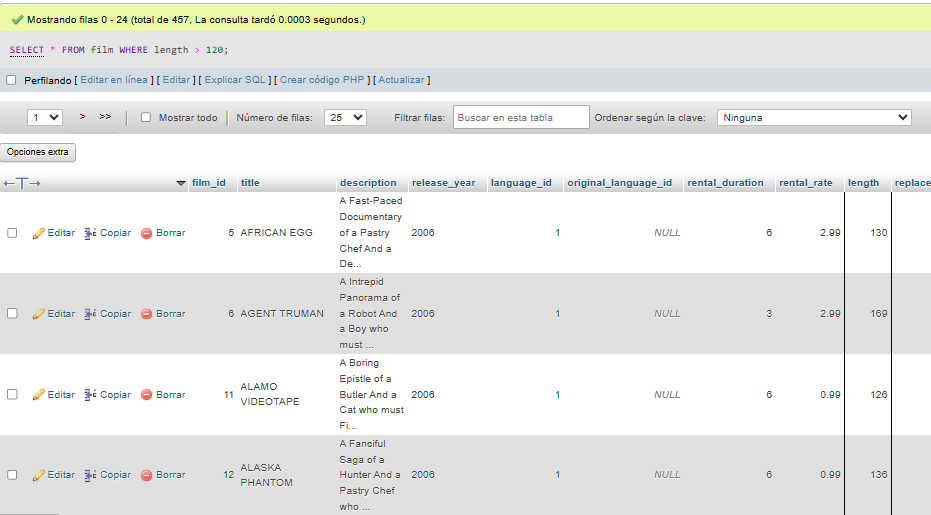 Mostrando filas 0 - 24 (total de 457, La consulta tardó 0.0003 segundos.)
SELECT * FROM film WHERE length > 120;
Perfilando [ Editar en línea ] [ Editar ] [ Explicar SQL ] [ Crear código PHP ] [ Actualizar ]
1 > >> Mostrar todo Número de filas: 25 Filtrar filas: Buscar en esta tabla Ordenar según la clave: Ninguna
Opciones extra
←T→ film_id title description release_year language_id original_language_id rental_duration rental_rate length replace
Editar Copiar Borrar 5 AFRICAN EGG
A Fast-Paced
Documentary
of a Pastry
Chef And a
De...
2006 1 NULL 6 2.99 130
Editar Copiar Borrar 6 AGENT TRUMAN
A Intrepid
Panorama of
a Robot And
a Boy who
must ...
2006 1 NULL 3 2.99 169
Editar Copiar Borrar 11 ALAMO
VIDEOTAPE
A Boring
Epistle of a
Butler And a
Cat who must
Fi...
2006 1 NULL 6 0.99 126
Editar Copiar Borrar 12 ALASKA
PHANTOM
A Fanciful
Saga of a
Hunter And a
Pastry Chef
who ...
2006 1 NULL 6 0.99 136